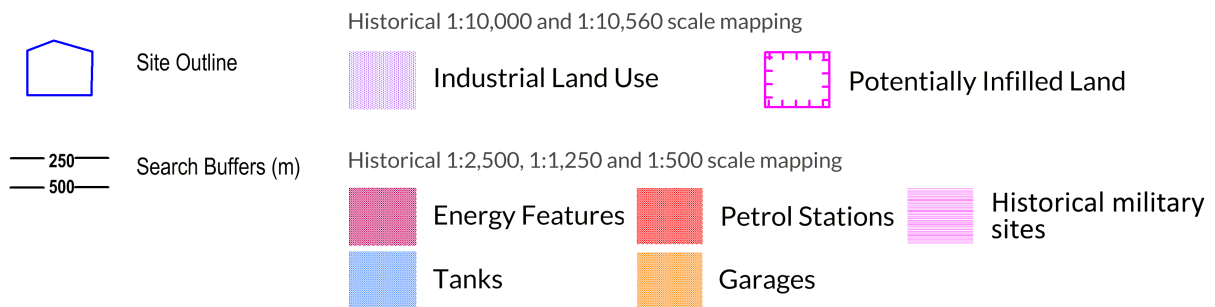 Historical 1:10,000 and 1:10,560 scale mapping
Site Outline
Industrial Land Use
Potentially Infilled Land
250
500
Search Buffers (m)
Historical 1:2,500, 1:1,250 and 1:500 scale mapping
Energy Features
Petrol Stations
Historical military
sites
Tanks
Garages